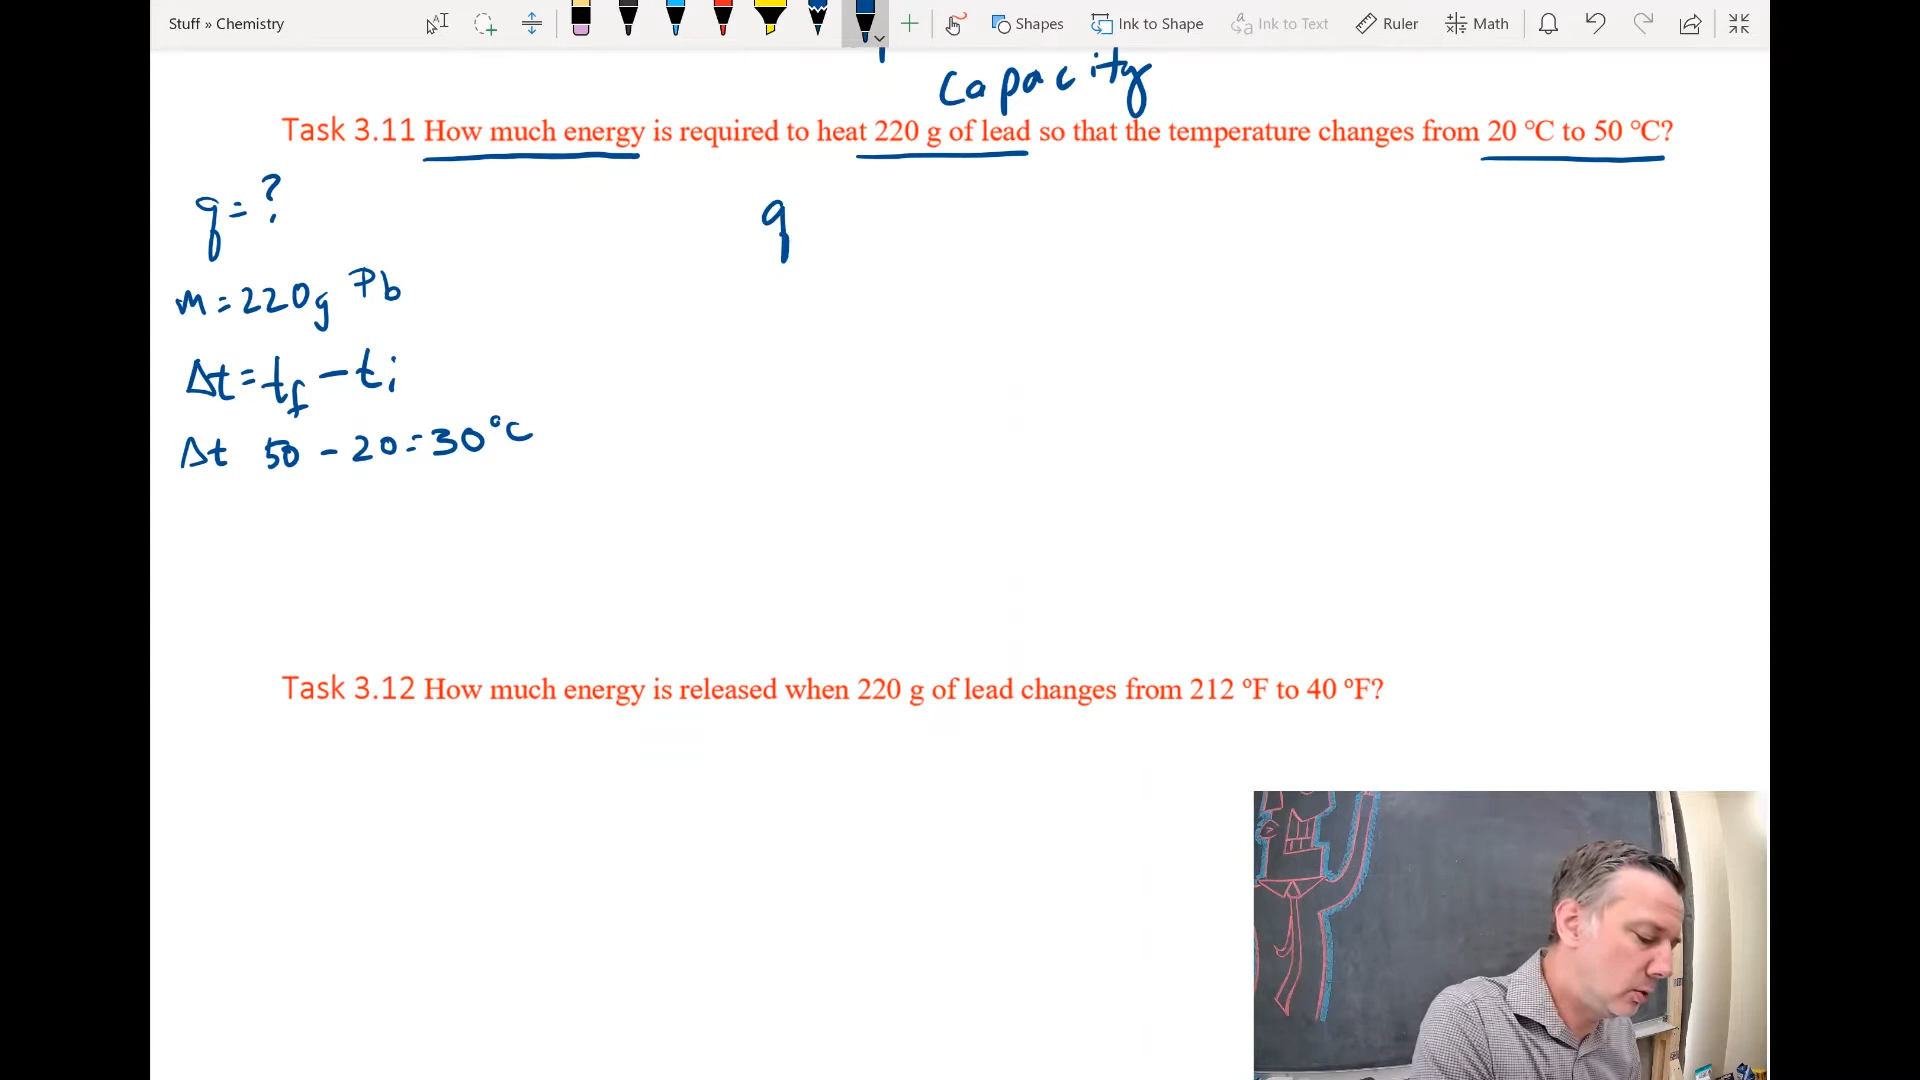 Stuff » Chemistry
Shapes
Ink to Shape
Ink to Text
Ruler
Math
Capacity
Task 3.11 How much energy is required to heat 220 g of lead so that the temperature changes from 20 °C to 50 °C?
q = ?
q
m = 220g Pb
Δt = tf - ti
Δt 50 - 20 = 30°C
Task 3.12 How much energy is released when 220 g of lead changes from 212 °F to 40 °F?